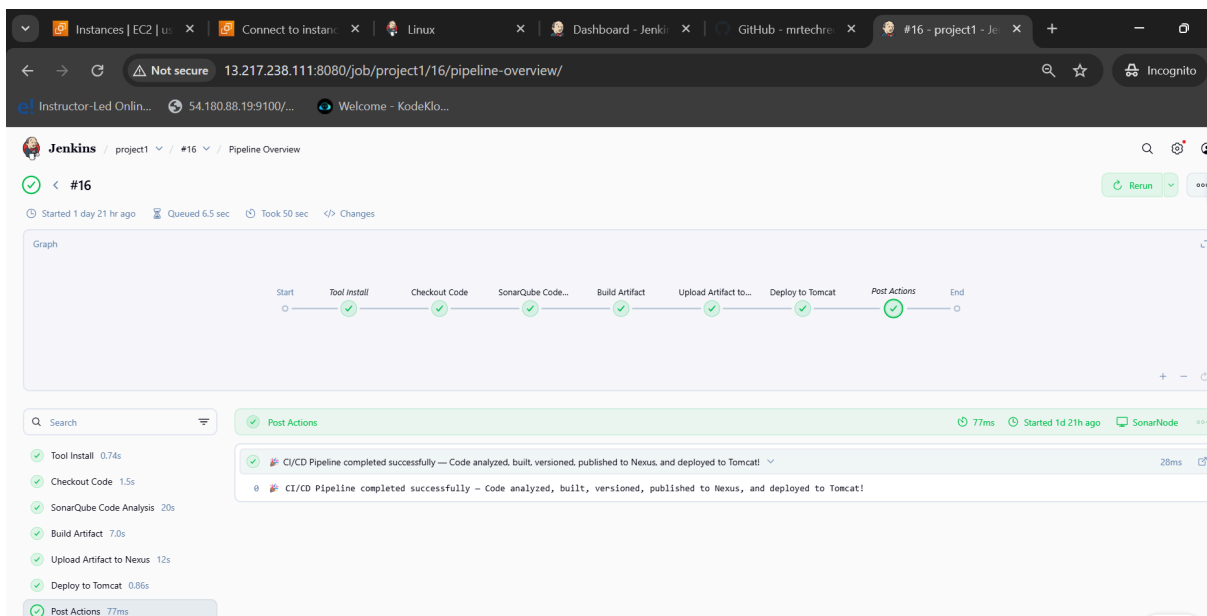 Instances | EC2 | us
Connect to instanc
Linux
Dashboard - Jenki
GitHub - mrtechre
#16 - project1 - Je
Not secure 13.217.238.111:8080/job/project1/16/pipeline-overview/
Incognito
Instructor-Led Onlin...
54.180.88.19:9100/...
Welcome - KodeKlo...
Jenkins / project1 / #16 / Pipeline Overview
#16
Rerun
Started 1 day 21 hr ago Queued 6.5 sec Took 50 sec </> Changes
Graph
Start Tool Install Checkout Code SonarQube Code... Build Artifact Upload Artifact to... Deploy to Tomcat Post Actions End
Search
Post Actions 77ms Started 1d 21h ago SonarNode
Tool Install 0.74s
🎉 CI/CD Pipeline completed successfully — Code analyzed, built, versioned, published to Nexus, and deployed to Tomcat! 28ms
Checkout Code 1.5s
0 🎉 CI/CD Pipeline completed successfully — Code analyzed, built, versioned, published to Nexus, and deployed to Tomcat!
SonarQube Code Analysis 20s
Build Artifact 7.0s
Upload Artifact to Nexus 12s
Deploy to Tomcat 0.86s
Post Actions 77ms